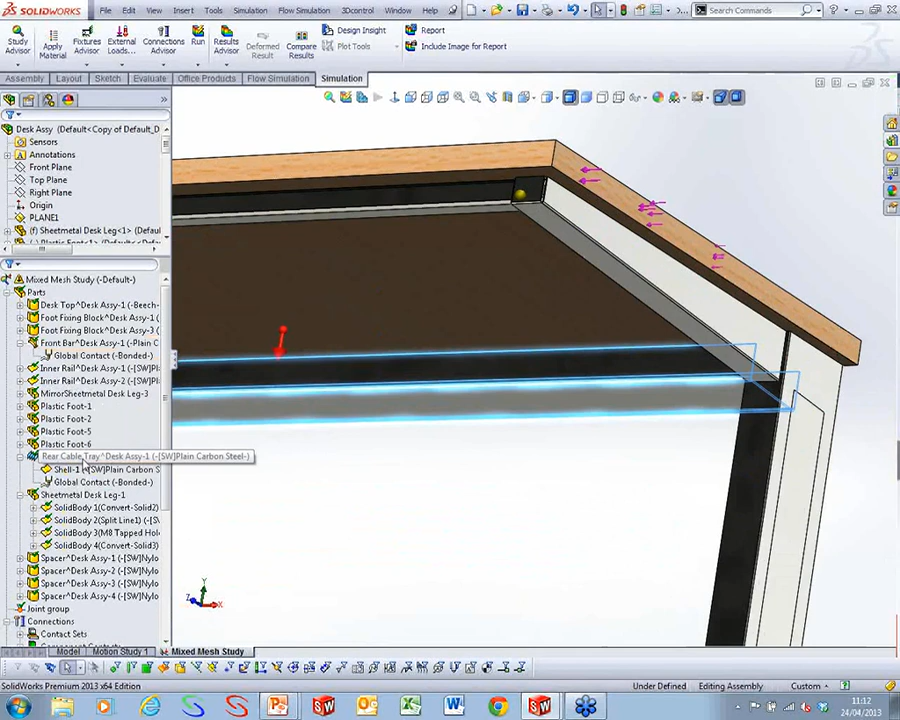 SOLIDWORKS File Edit View Insert Tools Simulation Flow Simulation 3Dcontrol Window Help Search Commands
Study Advisor
Apply Material
Fixtures Advisor
External Loads...
Connections Advisor
Run
Results Advisor
Deformed Result
Compare Results
Design Insight
Plot Tools
Report
Include Image for Report
Assembly Layout Sketch Evaluate Office Products Flow Simulation Simulation
Desk Assy (Default<Copy of Default_D
Sensors
Annotations
Front Plane
Top Plane
Right Plane
Origin
PLANE1
(f) Sheetmetal Desk Leg<1> (Default
Mixed Mesh Study (-Default-)
Parts
Desk Top^Desk Assy-1 (-Beech-
Foot Fixing Block^Desk Assy-1 (
Foot Fixing Block^Desk Assy-3 (
Front Bar^Desk Assy-1 (-Plain C
Global Contact (-Bonded-)
Inner Rail^Desk Assy-1 (-[SW]Pl
Inner Rail^Desk Assy-2 (-[SW]Pl
MirrorSheetmetal Desk Leg-3
Plastic Foot-1
Plastic Foot-2
Plastic Foot-5
Plastic Foot-6
Rear Cable Tray^Desk Assy-1 (-[SW]Plain Carbon Steel-)
Shell-1 (-[SW]Plain Carbon S
Global Contact (-Bonded-)
Sheetmetal Desk Leg-1
SolidBody 1(Convert-Solid2)
SolidBody 2(Split Line1) (-[S
SolidBody 3(M8 Tapped Hol
SolidBody 4(Convert-Solid3)
Spacer^Desk Assy-1 (-[SW]Nylo
Spacer^Desk Assy-2 (-[SW]Nylo
Spacer^Desk Assy-3 (-[SW]Nylo
Spacer^Desk Assy-4 (-[SW]Nylo
Joint group
Connections
Contact Sets
Y
Z X
Model Motion Study 1 Mixed Mesh Study
SolidWorks Premium 2013 x64 Edition Under Defined Editing Assembly Custom
11:12
24/04/2013